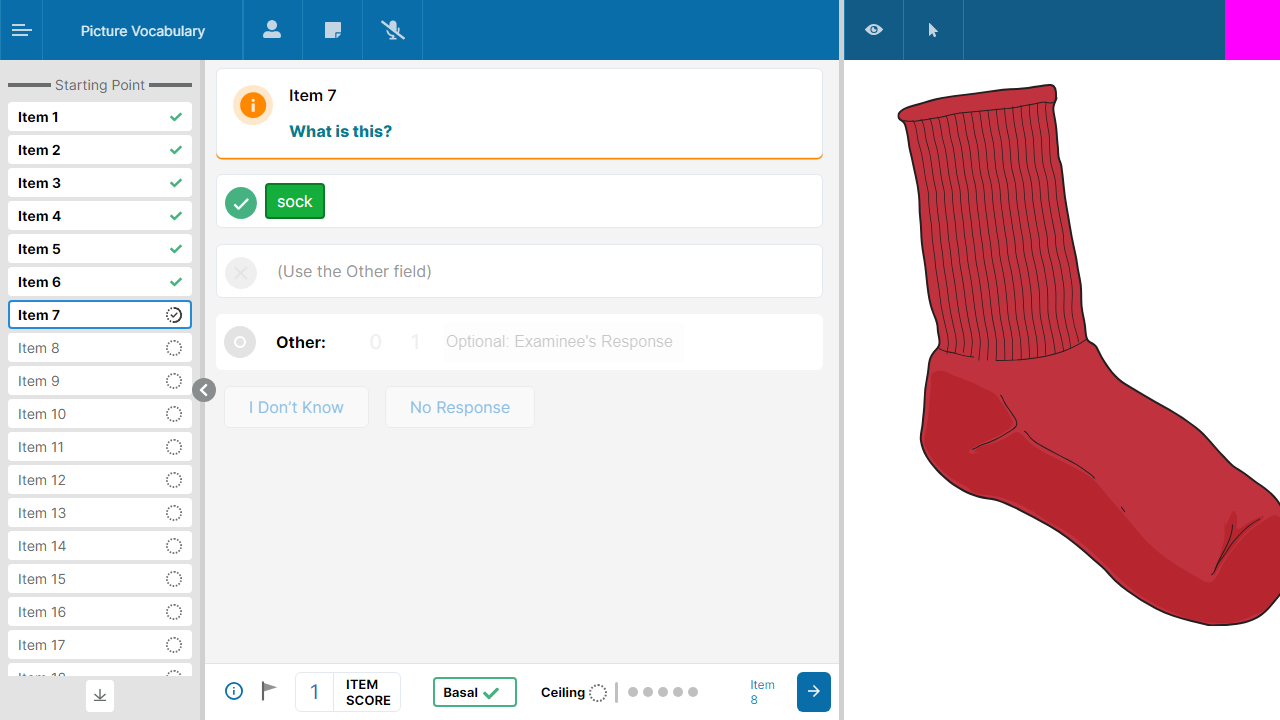 Picture Vocabulary
Starting Point
Item 1
Item 2
Item 3
Item 4
Item 5
Item 6
Item 7
Item 8
Item 9
Item 10
Item 11
Item 12
Item 13
Item 14
Item 15
Item 16
Item 17
Item 7
What is this?
sock
(Use the Other field)
Other: 0 1 Optional: Examinee's Response
I Don't Know
No Response
1 ITEM SCORE
Basal
Ceiling
Item 8